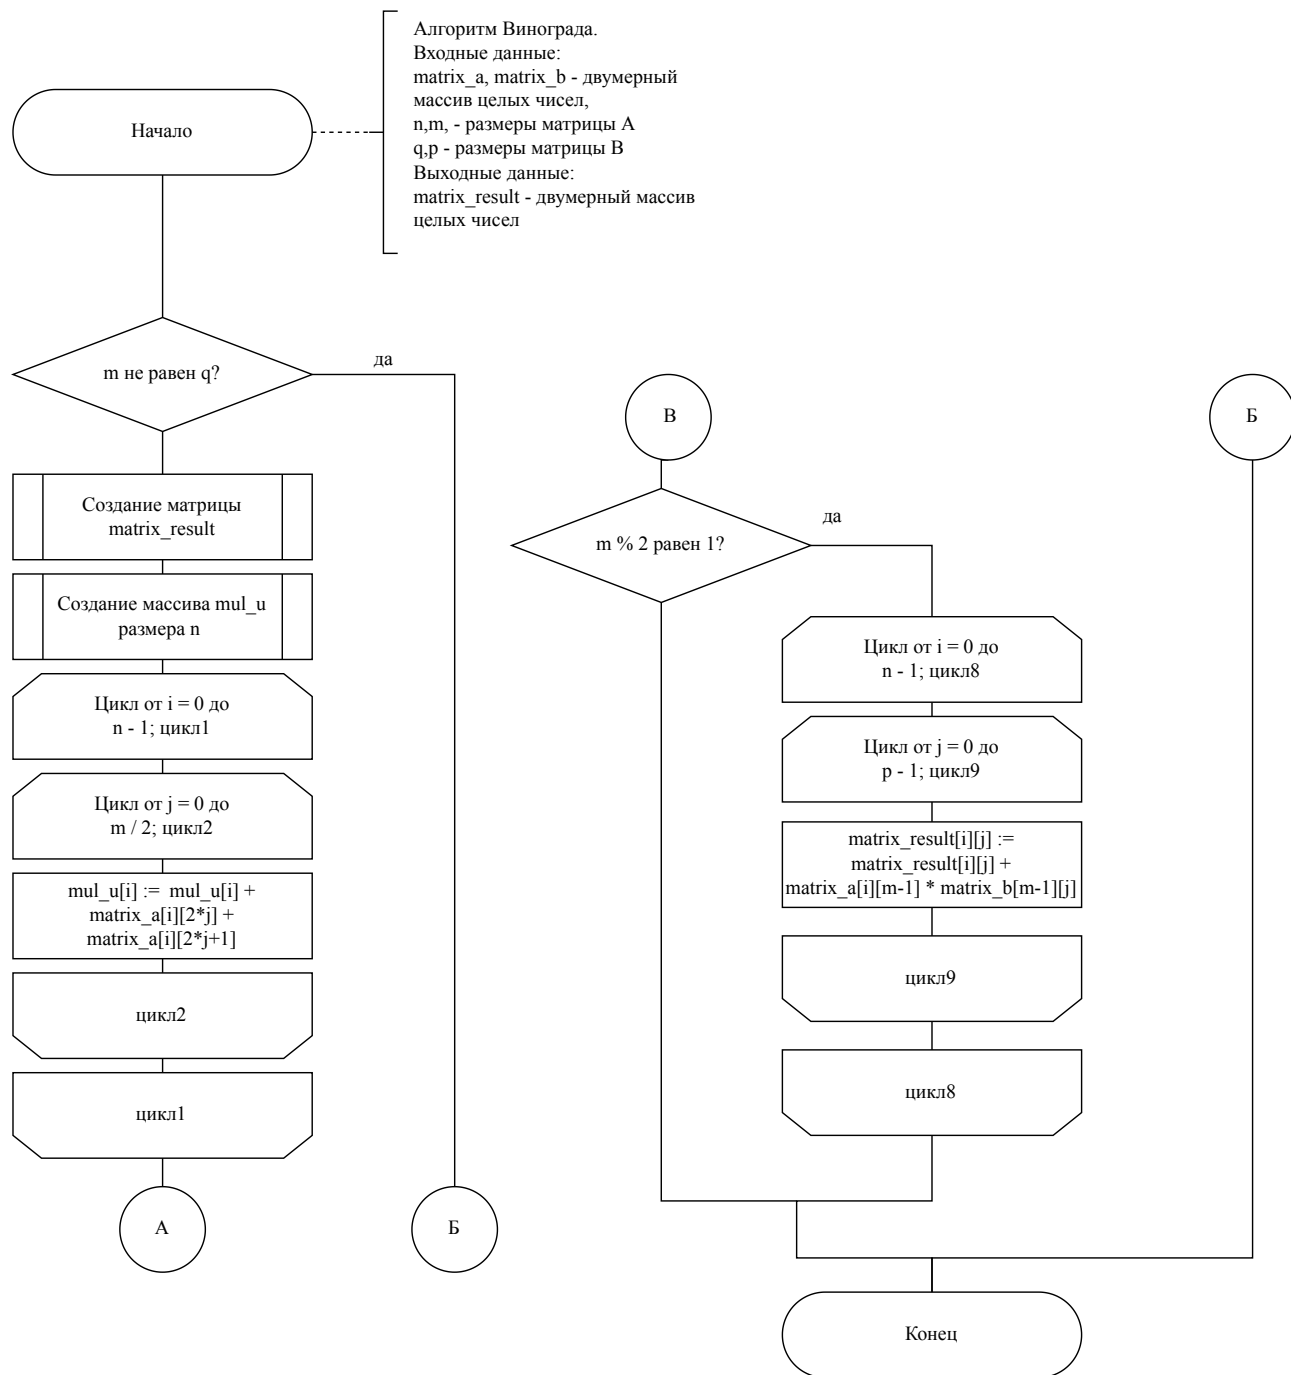 Алгоритм Винограда.
Входные данные:
matrix_a, matrix_b - двумерный
массив целых чисел,
n,m, - размеры матрицы A
q,p - размеры матрицы B
Выходные данные:
matrix_result - двумерный массив
целых чисел
Начало
m не равен q?
да
Создание матрицы
matrix_result
Создание массива mul_u
размера n
Цикл от i = 0 до
n - 1; цикл1
Цикл от j = 0 до
m / 2; цикл2
mul_u[i] := mul_u[i] +
matrix_a[i][2*j] +
matrix_a[i][2*j+1]
цикл2
цикл1
А
Б
В
m % 2 равен 1?
да
Цикл от i = 0 до
n - 1; цикл8
Цикл от j = 0 до
p - 1; цикл9
matrix_result[i][j] :=
matrix_result[i][j] +
matrix_a[i][m-1] * matrix_b[m-1][j]
цикл9
цикл8
Б
Конец